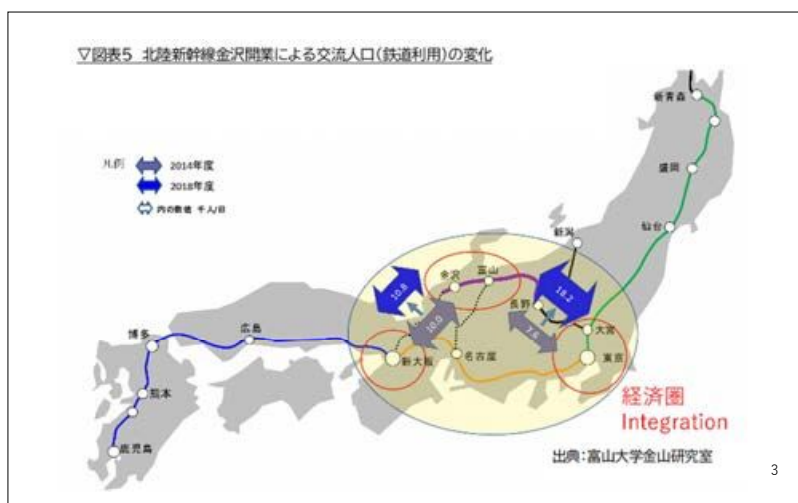 ▽図表5 北陸新幹線金沢開業による交流人口(鉄道利用)の変化
凡例
2014年度
2018年度
内の数値 千人/日
新青森
盛岡
仙台
新潟
金沢
富山
長野
大宮
東京
10.8
10.0
18.2
7.6
新大阪
名古屋
広島
博多
熊本
鹿児島
経済圏
Integration
出典:富山大学金山研究室
3